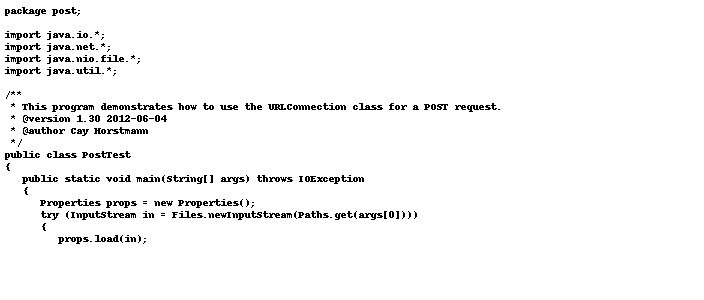 package post;

import java.io.*;
import java.net.*;
import java.nio.file.*;
import java.util.*;

/**
 * This program demonstrates how to use the URLConnection class for a POST request.
 * @version 1.30 2012-06-04
 * @author Cay Horstmann
 */
public class PostTest
{
   public static void main(String[] args) throws IOException
   {
      Properties props = new Properties();
      try (InputStream in = Files.newInputStream(Paths.get(args[0])))
      {
         props.load(in);